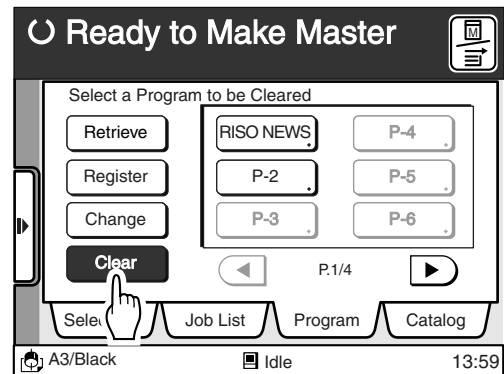 Ready to Make Master
M
Select a Program to be Cleared
Retrieve RISO NEWS P-4
Register P-2 P-5
Change P-3 P-6
Clear P.1/4
Job List Program Catalog
A3/Black Idle 13:59